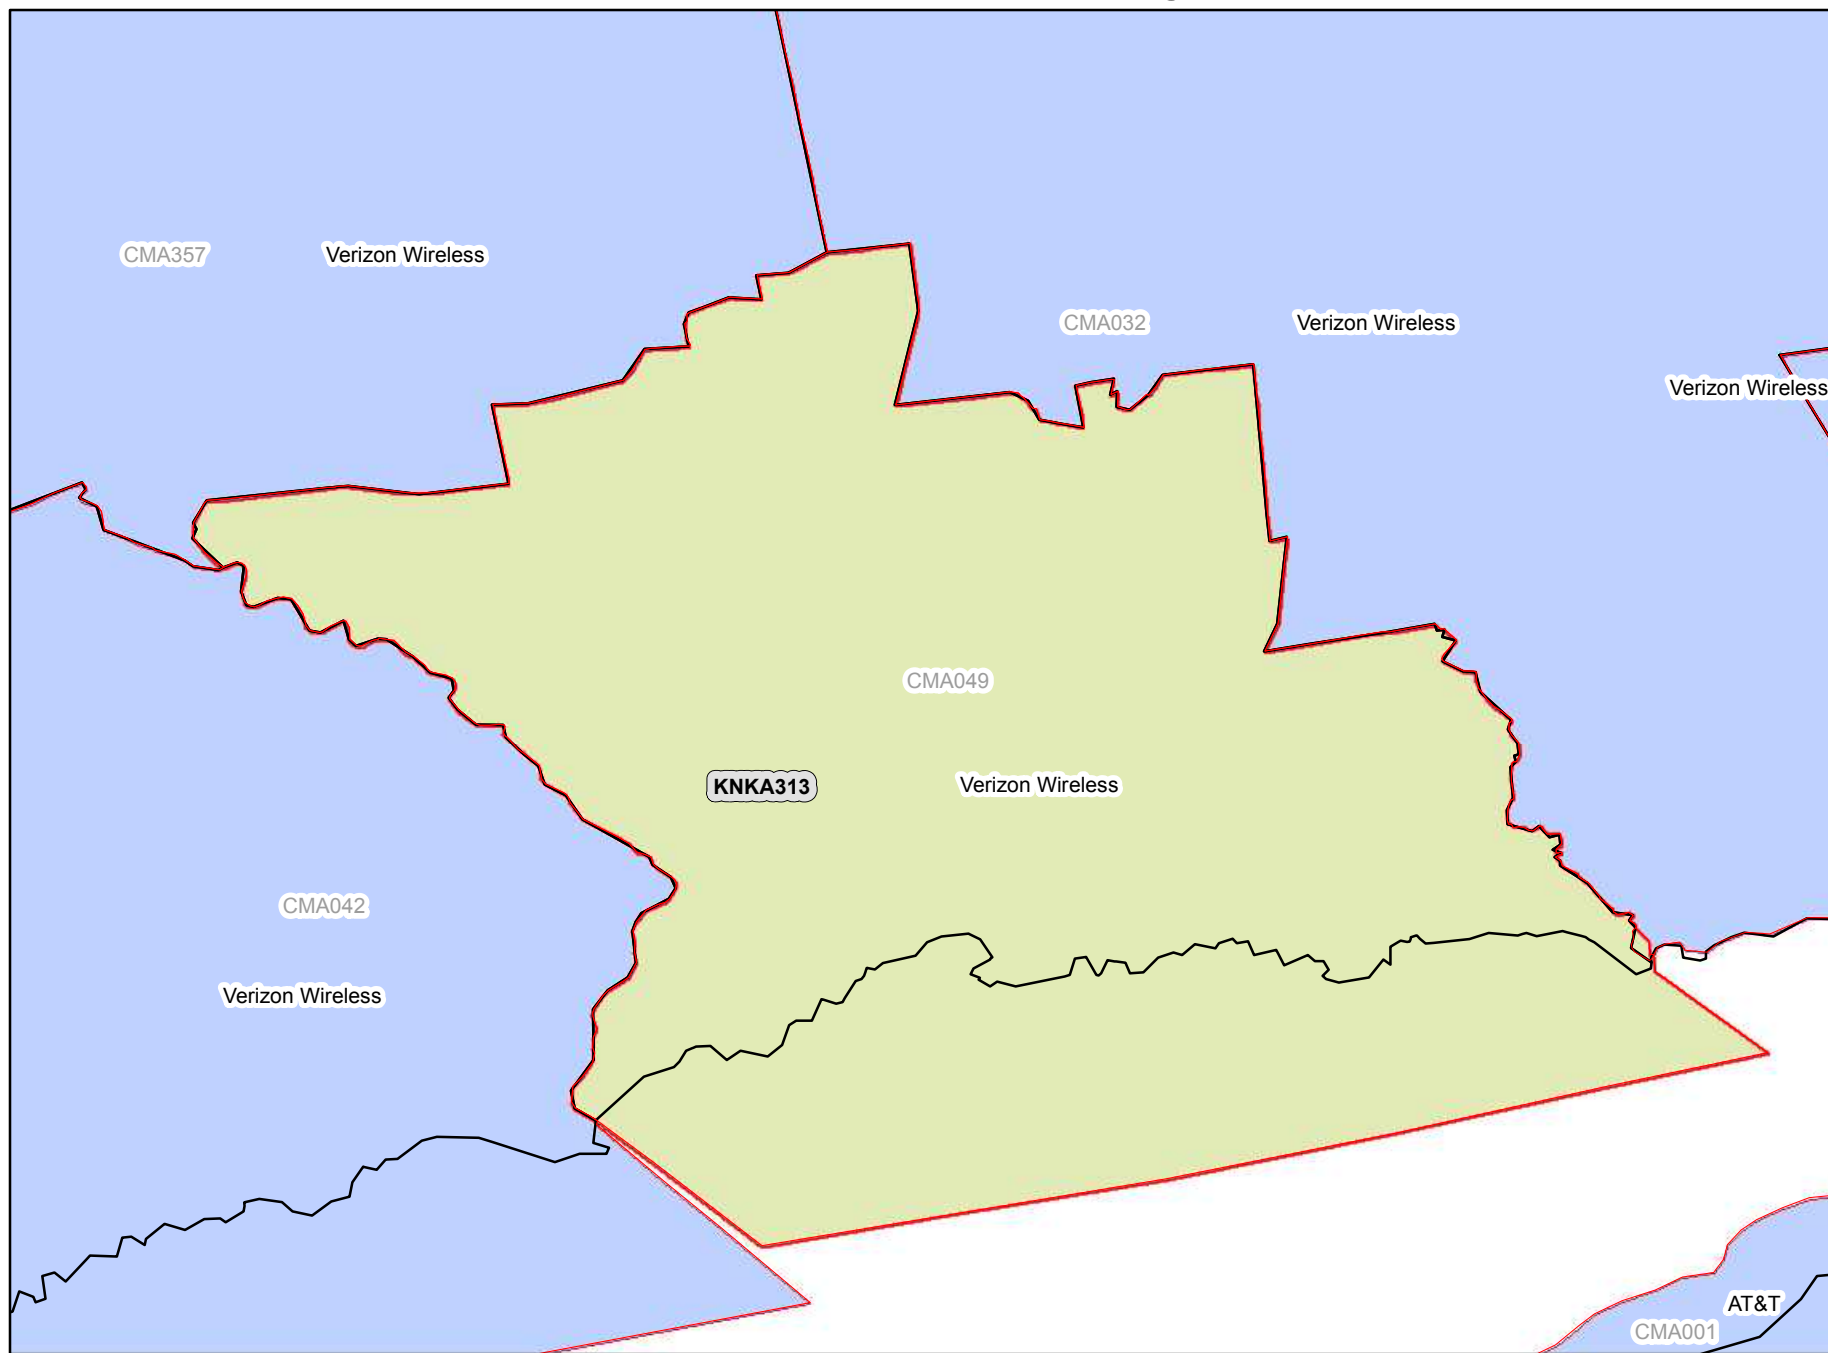 CMA357
Verizon Wireless
CMA032
Verizon Wireless
Verizon Wireless
CMA049
KNKA313
Verizon Wireless
CMA042
Verizon Wireless
AT&T
CMA001